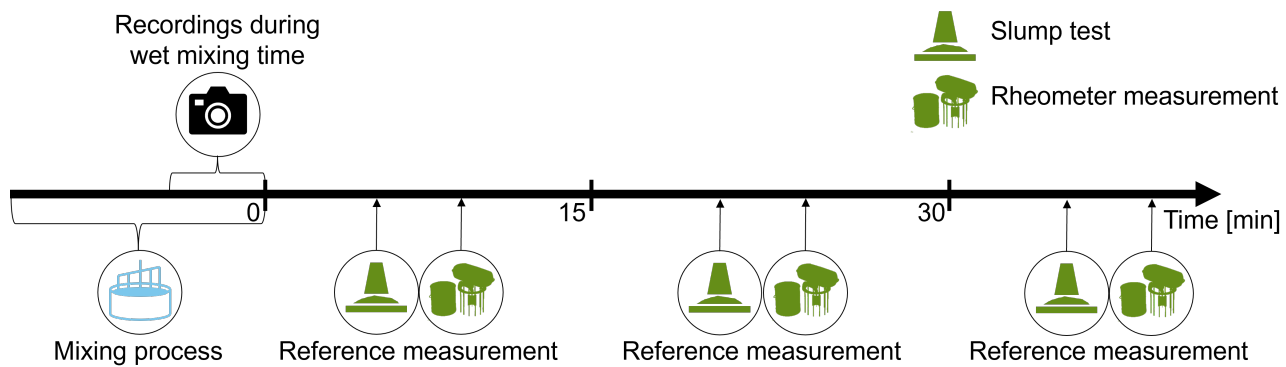 Recordings during
wet mixing time
Slump test
Rheometer measurement
0
15
30
Time [min]
Mixing process
Reference measurement
Reference measurement
Reference measurement